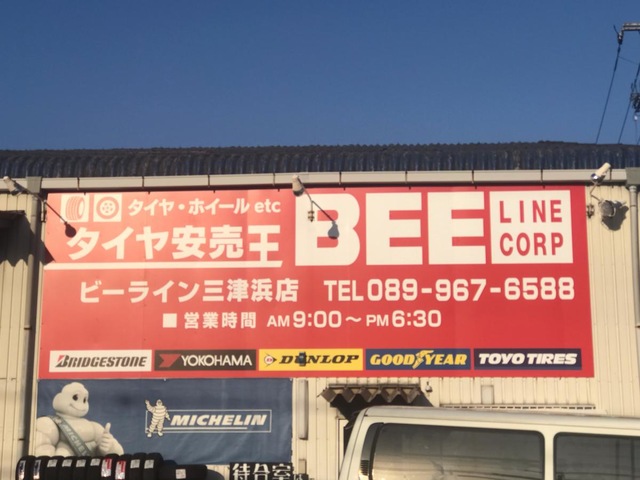 タイヤ・ホイール etc
タイヤ安売王
BEE
LINE
CORP
ビーライン三津浜店 TEL 089-967-6588
■ 営業時間 AM 9:00〜PM 6:30
BRIDGESTONE
YOKOHAMA
DUNLOP
GOODYEAR
TOYO TIRES
MICHELIN
待合室